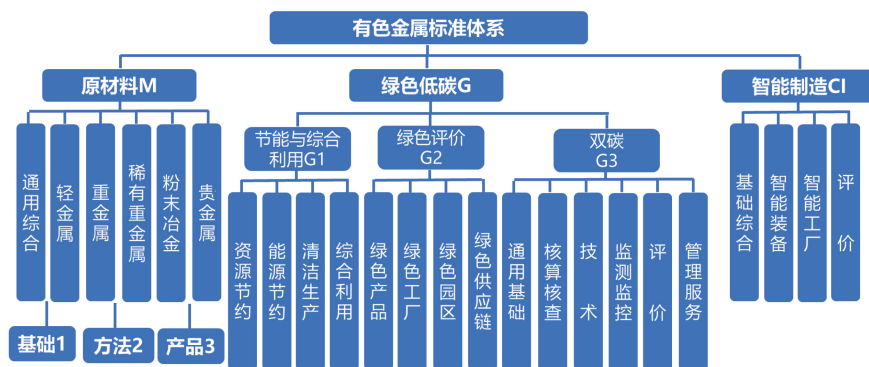 有色金属标准体系
原材料M
绿色低碳G
智能制造CI
节能与综合
利用G1
绿色评价
G2
双碳
G3
通用综合
轻金属
重金属
稀有重金属
粉末冶金
贵金属
资源节约
能源节约
清洁生产
综合利用
绿色产品
绿色工厂
绿色园区
绿色供应链
通用基础
核算核查
技术
监测监控
评价
管理服务
基础综合
智能装备
智能工厂
评价
基础1
方法2
产品3